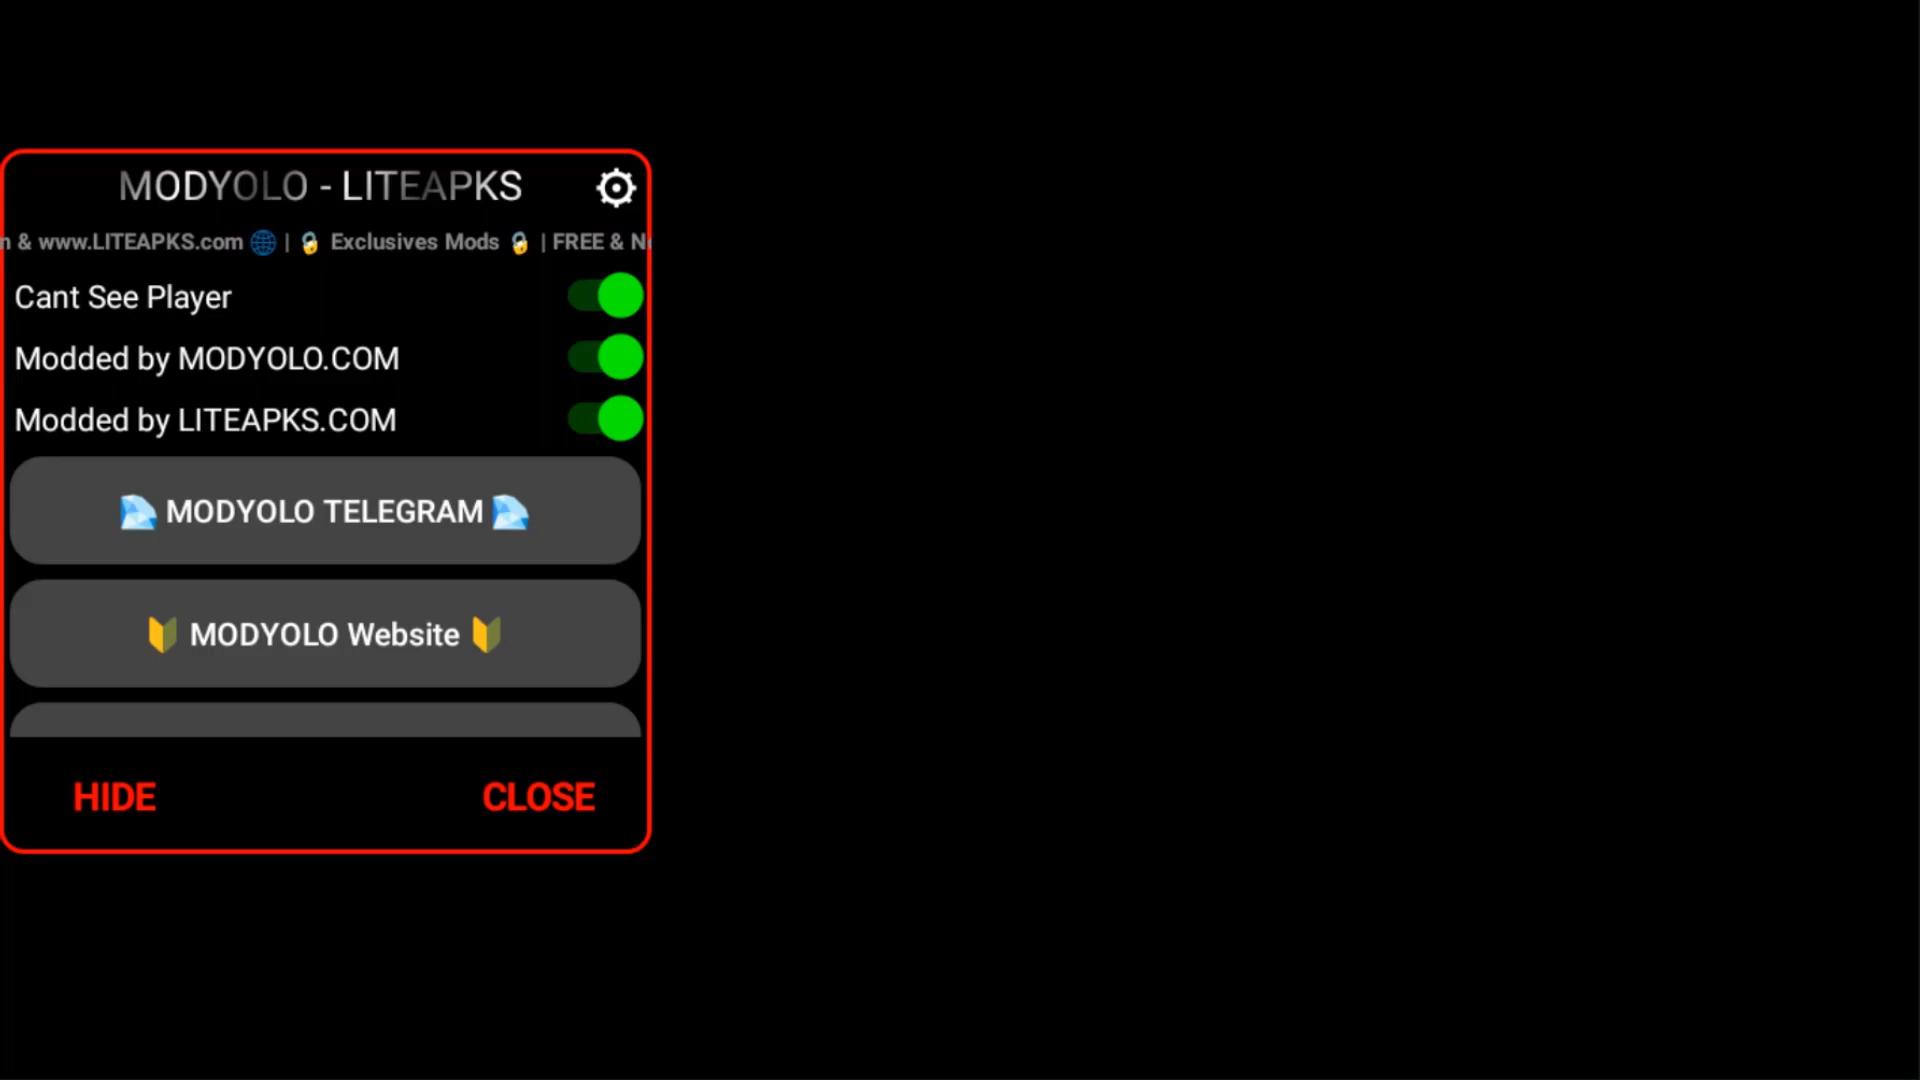 MODYOLO - LITEAPKS
& www.LITEAPKS.com 🌐 | 🔒 Exclusives Mods 🔒 | FREE &
Cant See Player
Modded by MODYOLO.COM
Modded by LITEAPKS.COM
MODYOLO TELEGRAM
🔰 MODYOLO Website 🔰
HIDE
CLOSE